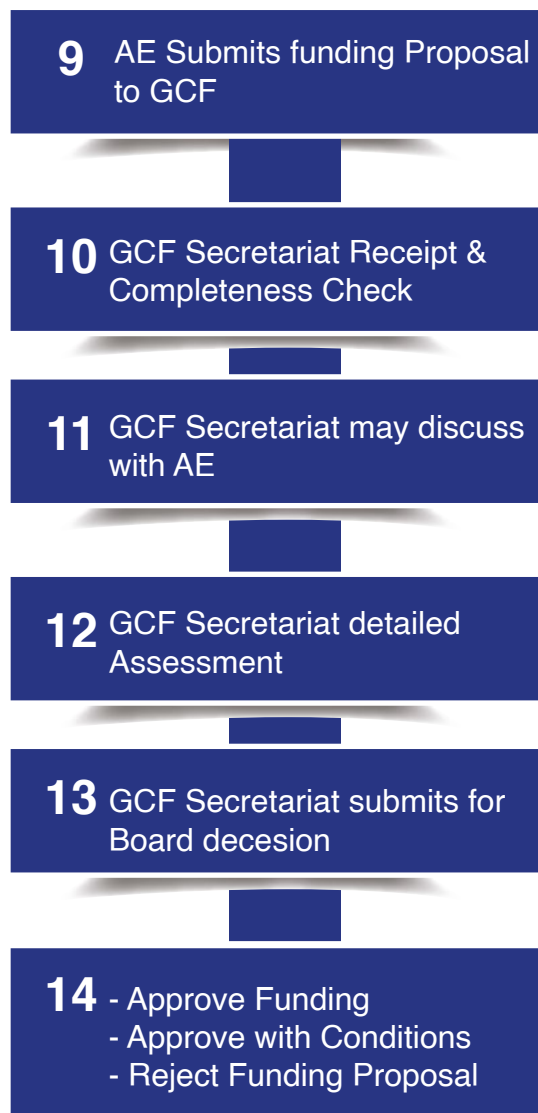 9 AE Submits funding Proposal
to GCF
10 GCF Secretariat Receipt &
Completeness Check
11 GCF Secretariat may discuss
with AE
12 GCF Secretariat detailed
Assessment
13 GCF Secretariat submits for
Board decesion
14 - Approve Funding
- Approve with Conditions
- Reject Funding Proposal